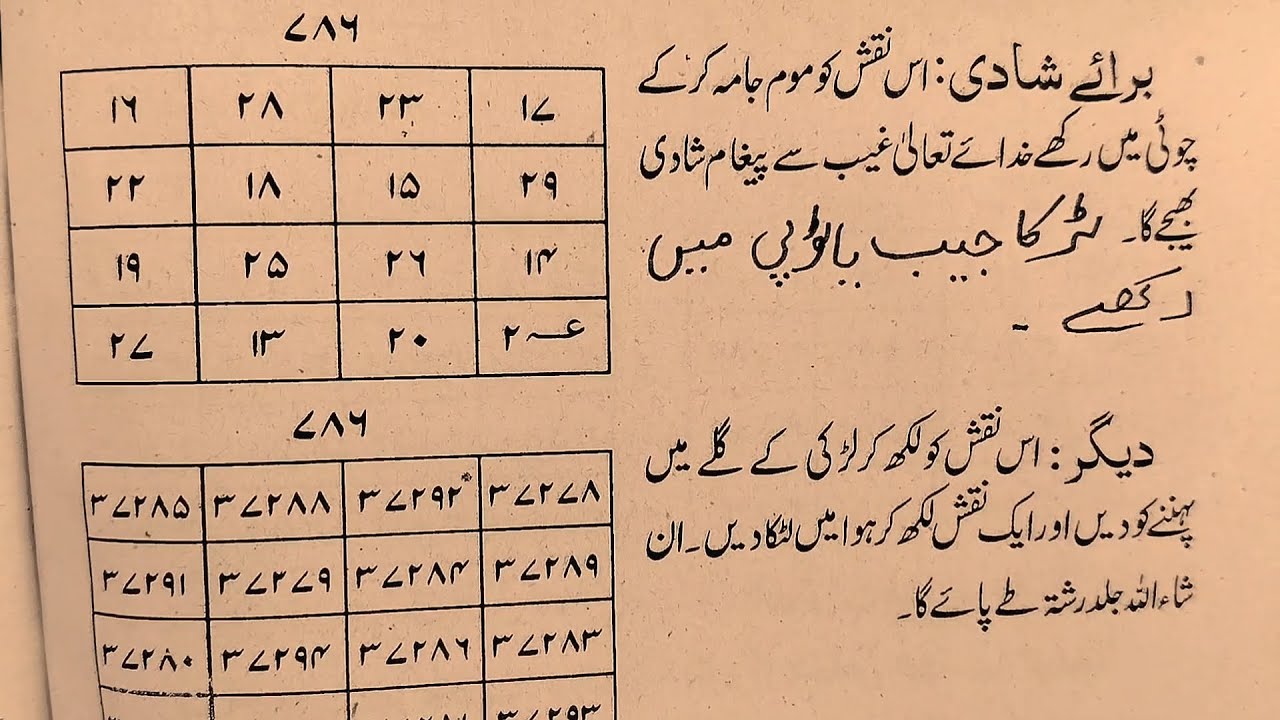 ۷۸۶
۱۶ ۲۸ ۲۳ ۱۷
۲۲ ۱۸ ۱۵ ۲۹
۱۹ ۲۵ ۲۶ ۱۴
۲۷ ۱۳ ۲۰
برائے شادی: اس نقش کو موم جامہ کر کے
چوٹی میں رکھے خدائے تعالیٰ غیب سے پیغام شادی
بھیجے گا۔ لڑکا جیب یا ٹوپی میں
رکھے -
۷۸۶
۳۷۲۸۵ ۳۷۲۸۸ ۳۷۲۹۲ ۳۷۲۷۸
۳۷۲۹۱ ۳۷۲۷۹ ۳۷۲۸۴ ۳۷۲۸۹
۳۷۲۸۰ ۳۷۲۹۴ ۳۷۲۸۶ ۳۷۲۸۳
۳۷۲۹۳
دیگر: اس نقش کو لکھ کر لڑکی کے گلے میں
پہننے کو دیں اور ایک نقش لکھ کر ہوا میں لٹکا دیں۔ ان
شاء اللہ جلد رشتہ طے پائے گا۔